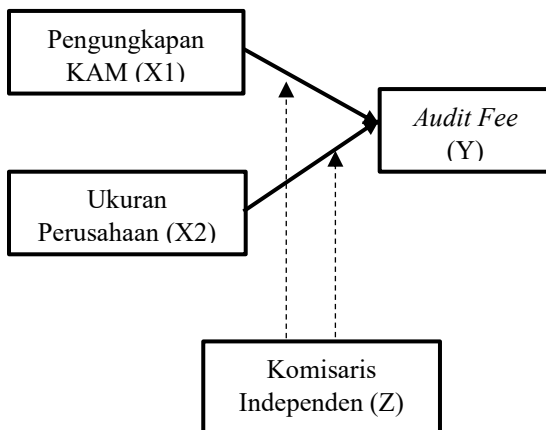 Pengungkapan
KAM (X1)
Audit Fee
(Y)
Ukuran
Perusahaan (X2)
Komisaris
Independen (Z)